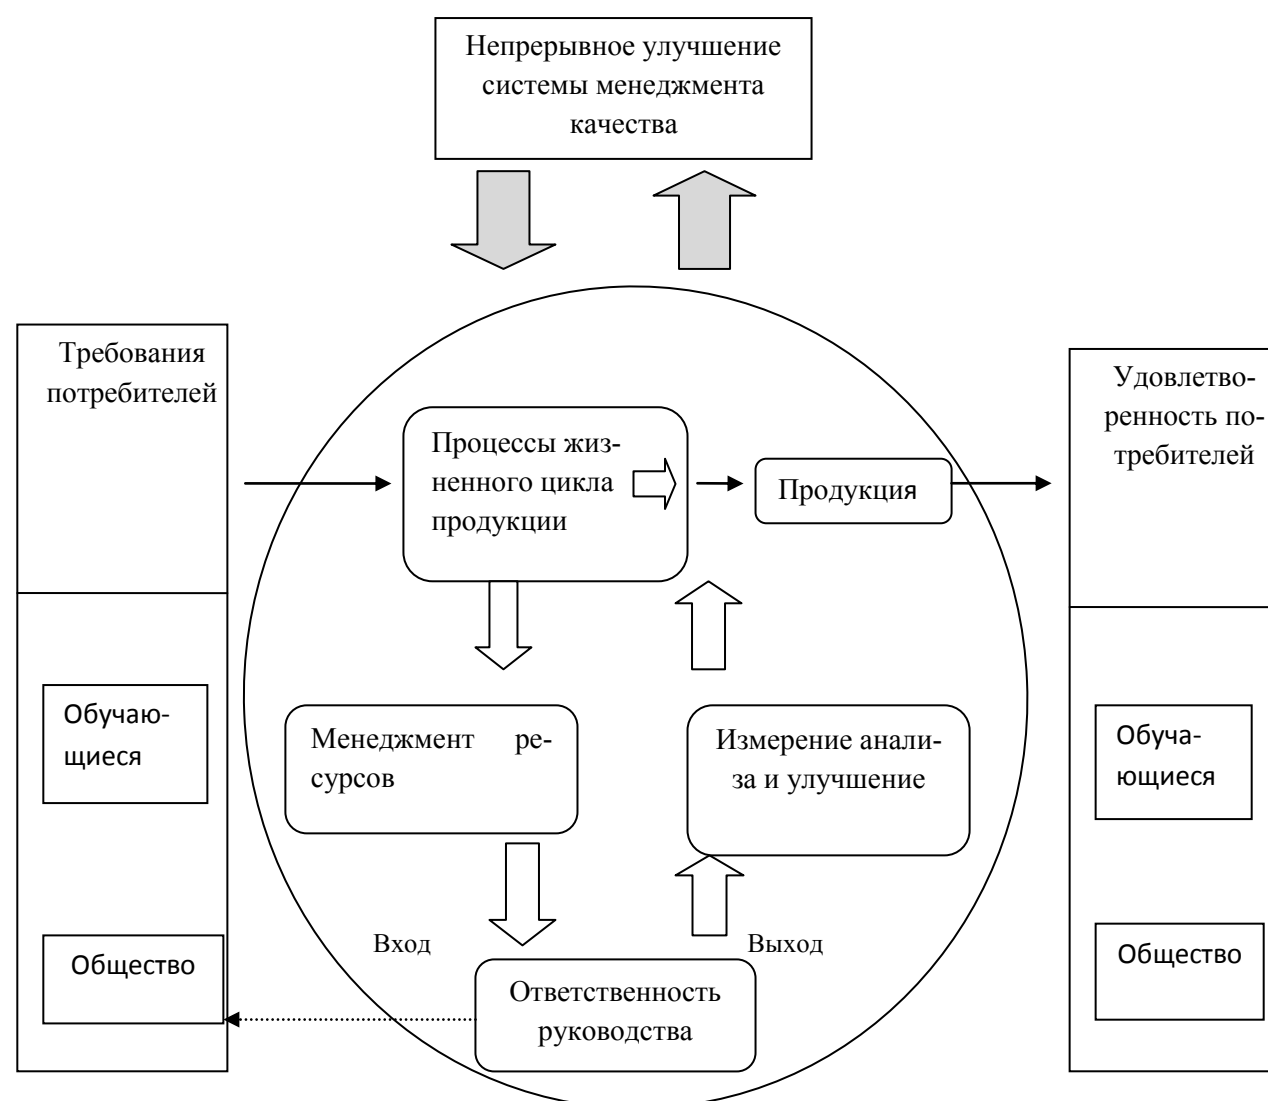 Непрерывное улучшение
системы менеджмента
качества
Требования
потребителей
Удовлетво-
ренность по-
требителей
Процессы жиз-
ненного цикла
продукции
Продукция
Обучаю-
щиеся
Менеджмент ре-
сурсов
Измерение анали-
за и улучшение
Обуча-
ющиеся
Вход
Выход
Общество
Ответственность
руководства
Общество